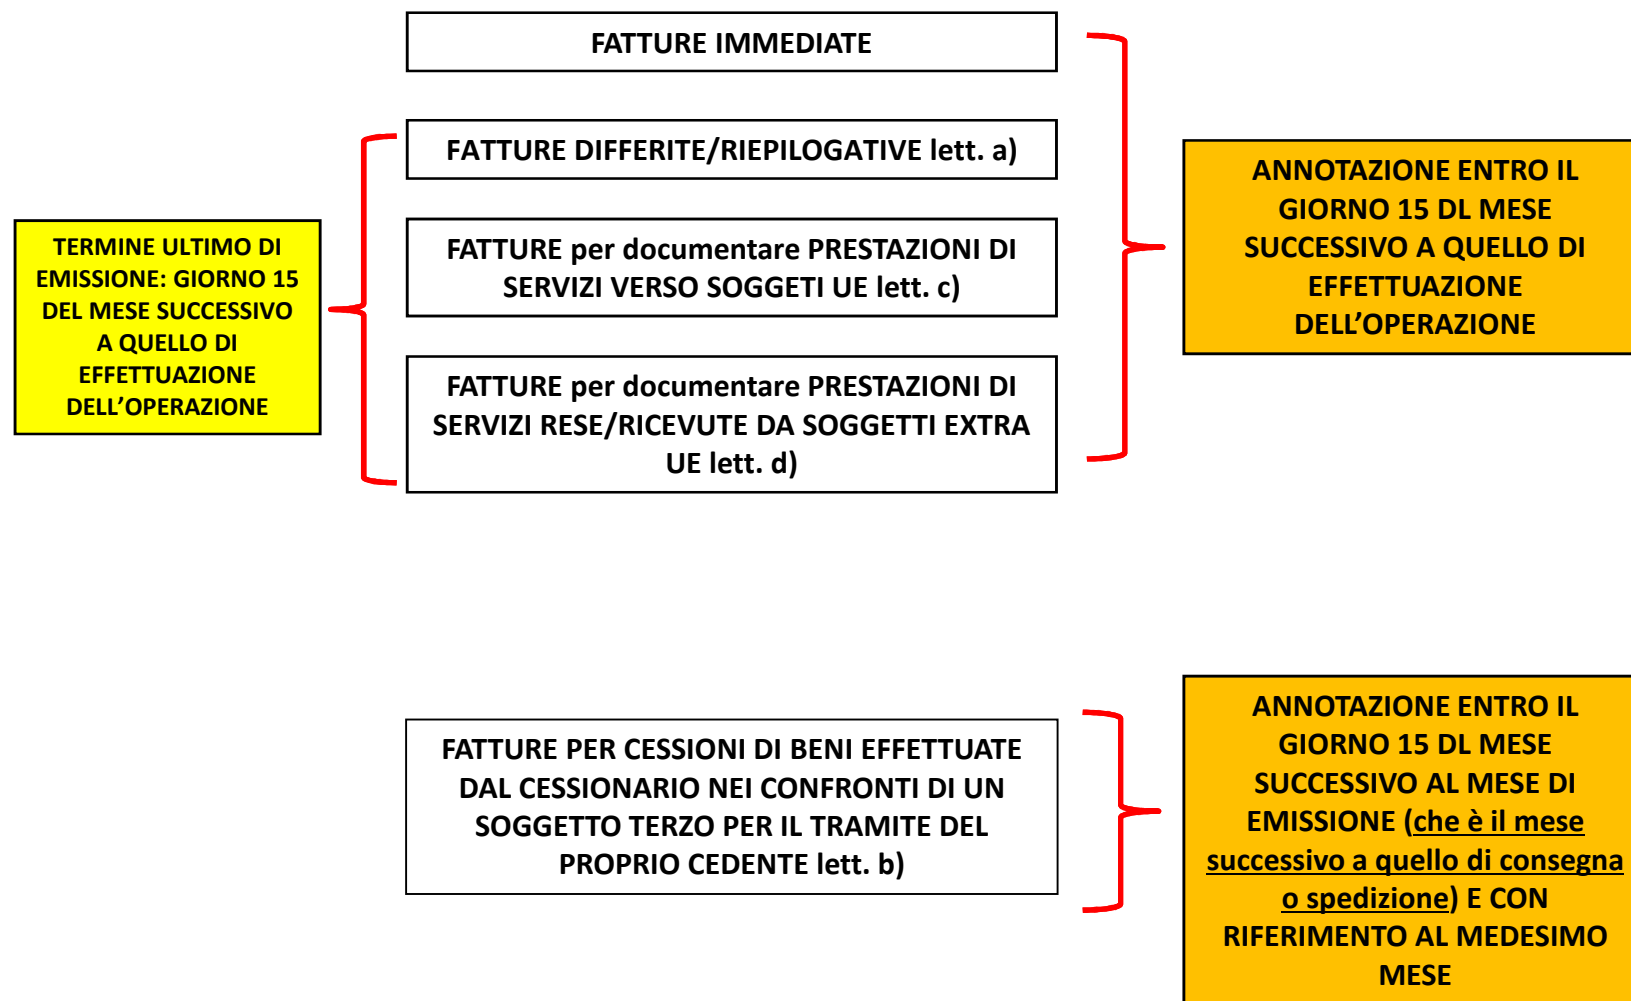 FATTURE IMMEDIATE
FATTURE DIFFERITE/RIEPILOGATIVE lett. a)
FATTURE per documentare PRESTAZIONI DI
SERVIZI VERSO SOGGETI UE lett. c)
FATTURE per documentare PRESTAZIONI DI
SERVIZI RESE/RICEVUTE DA SOGGETTI EXTRA
UE lett. d)
TERMINE ULTIMO DI
EMISSIONE: GIORNO 15
DEL MESE SUCCESSIVO
A QUELLO DI
EFFETTUAZIONE
DELL’OPERAZIONE
ANNOTAZIONE ENTRO IL
GIORNO 15 DL MESE
SUCCESSIVO A QUELLO DI
EFFETTUAZIONE
DELL’OPERAZIONE
FATTURE PER CESSIONI DI BENI EFFETTUATE
DAL CESSIONARIO NEI CONFRONTI DI UN
SOGGETTO TERZO PER IL TRAMITE DEL
PROPRIO CEDENTE lett. b)
ANNOTAZIONE ENTRO IL
GIORNO 15 DL MESE
SUCCESSIVO AL MESE DI
EMISSIONE (che è il mese
successivo a quello di consegna
o spedizione) E CON
RIFERIMENTO AL MEDESIMO
MESE